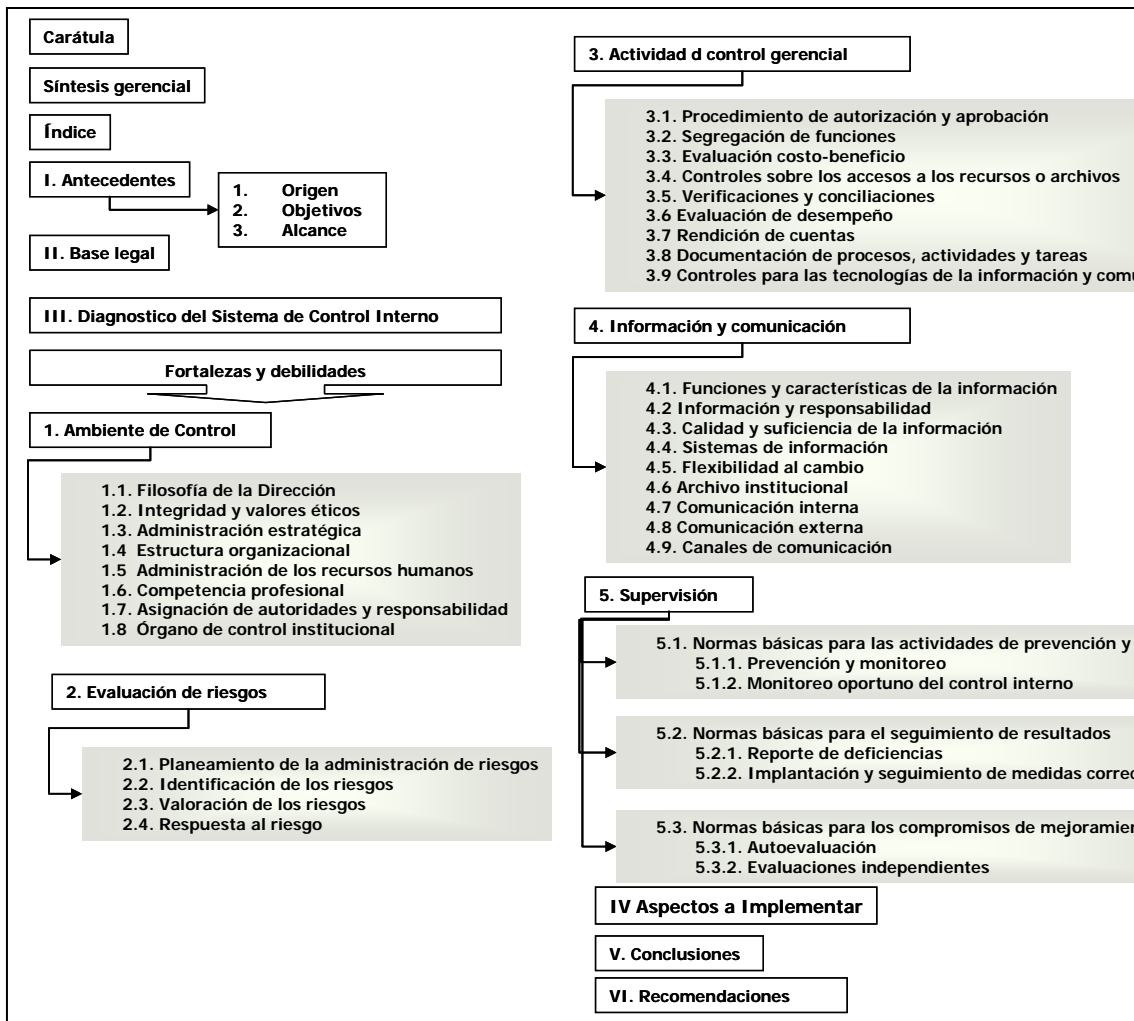 Carátula
Síntesis gerencial
Índice
I. Antecedentes
1. Origen
2. Objetivos
3. Alcance
II. Base legal
III. Diagnostico del Sistema de Control Interno
Fortalezas y debilidades
1. Ambiente de Control
1.1. Filosofía de la Dirección
1.2. Integridad y valores éticos
1.3. Administración estratégica
1.4 Estructura organizacional
1.5 Administración de los recursos humanos
1.6. Competencia profesional
1.7. Asignación de autoridades y responsabilidad
1.8 Órgano de control institucional
2. Evaluación de riesgos
2.1. Planeamiento de la administración de riesgos
2.2. Identificación de los riesgos
2.3. Valoración de los riesgos
2.4. Respuesta al riesgo
3. Actividad d control gerencial
3.1. Procedimiento de autorización y aprobación
3.2. Segregación de funciones
3.3. Evaluación costo-beneficio
3.4. Controles sobre los accesos a los recursos o archivos
3.5. Verificaciones y conciliaciones
3.6 Evaluación de desempeño
3.7 Rendición de cuentas
3.8 Documentación de procesos, actividades y tareas
3.9 Controles para las tecnologías de la información y
4. Información y comunicación
4.1. Funciones y características de la información
4.2 Información y responsabilidad
4.3. Calidad y suficiencia de la información
4.4. Sistemas de información
4.5. Flexibilidad al cambio
4.6 Archivo institucional
4.7 Comunicación interna
4.8 Comunicación externa
4.9. Canales de comunicación
5. Supervisión
5.1. Normas básicas para las actividades de prevención y
5.1.1. Prevención y monitoreo
5.1.2. Monitoreo oportuno del control interno
5.2. Normas básicas para el seguimiento de resultados
5.2.1. Reporte de deficiencias
5.2.2. Implantación y seguimiento de medidas
5.3. Normas básicas para los compromisos de
5.3.1. Autoevaluación
5.3.2. Evaluaciones independientes
IV Aspectos a Implementar
V. Conclusiones
VI. Recomendaciones